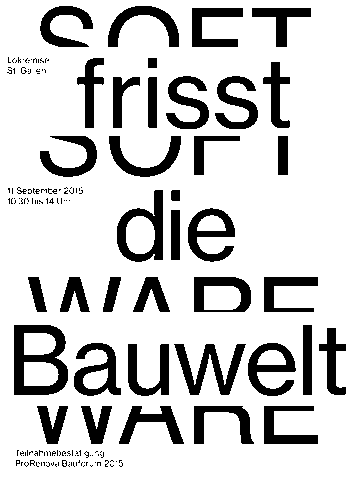 SOFT
Lokremise
St. Gallen
frisst
SOFT
11 September 2015
10.30 bis 14 Uhr
die
WARE
Bauwelt
WARE
Teilnahmebestätigung
ProRenova Bauforum 2015